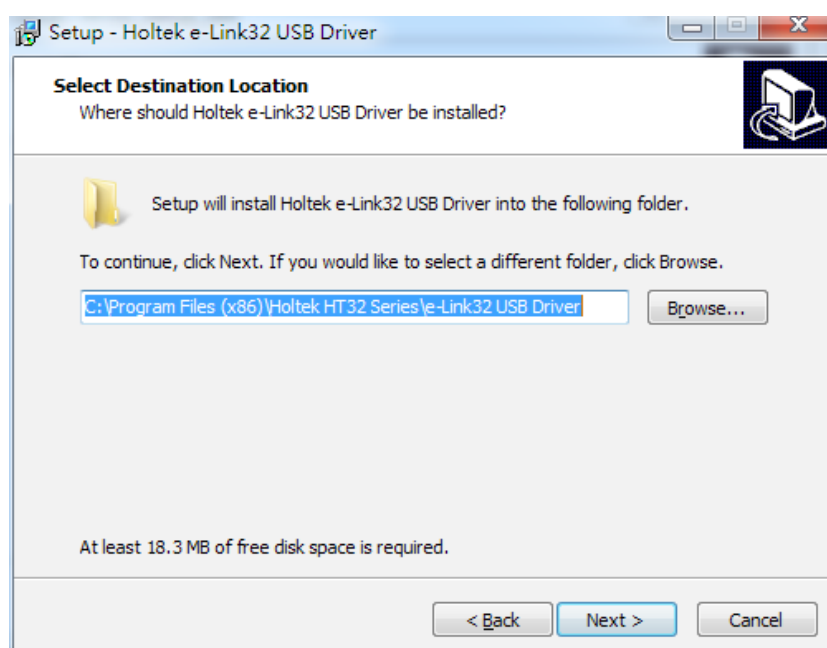 Setup - Holtek e-Link32 USB Driver
Select Destination Location
Where should Holtek e-Link32 USB Driver be installed?
Setup will install Holtek e-Link32 USB Driver into the following folder.
To continue, click Next. If you would like to select a different folder, click Browse.
C:\Program Files (x86)\Holtek HT32 Series\e-Link32 USB Driver
Browse...
At least 18.3 MB of free disk space is required.
< Back Next > Cancel